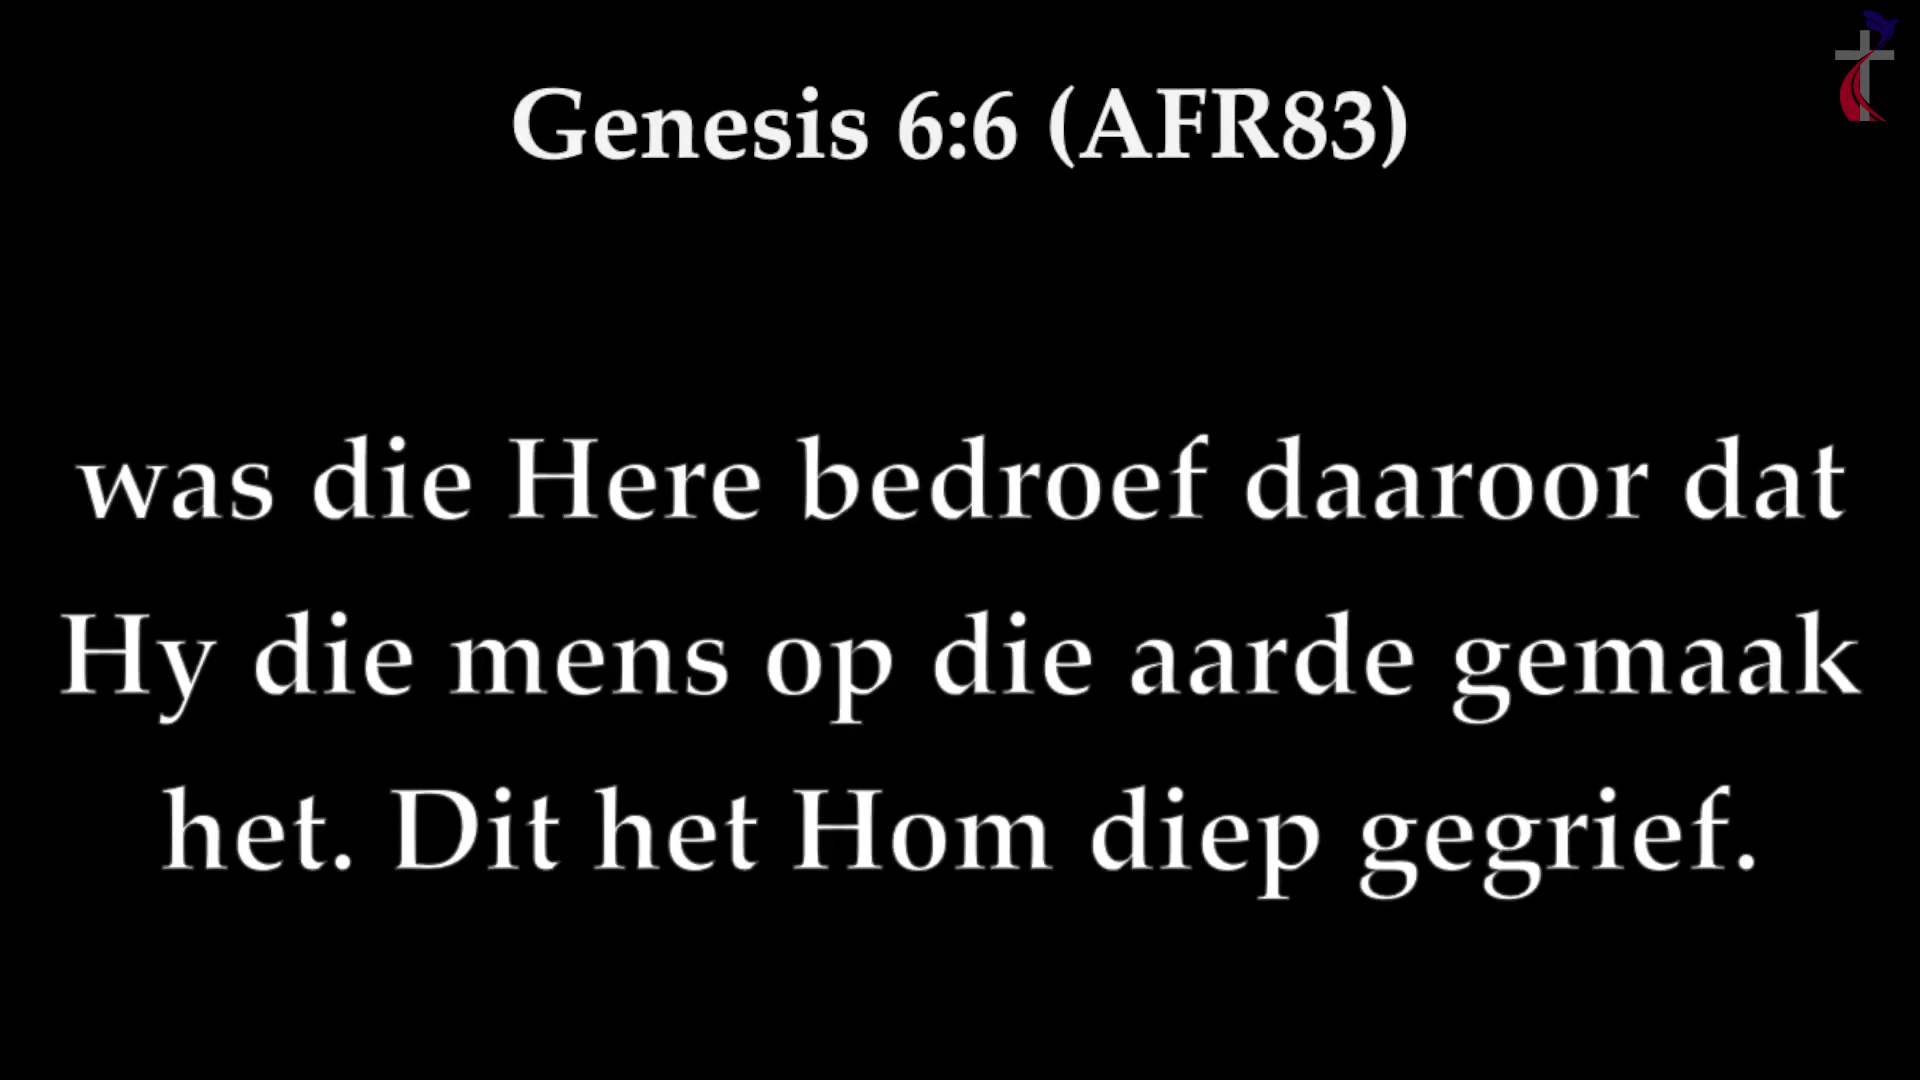 Genesis 6:6 (AFR83)
was die Here bedroef daaroor dat
Hy die mens op die aarde gemaak
het. Dit het Hom diep gegrief.